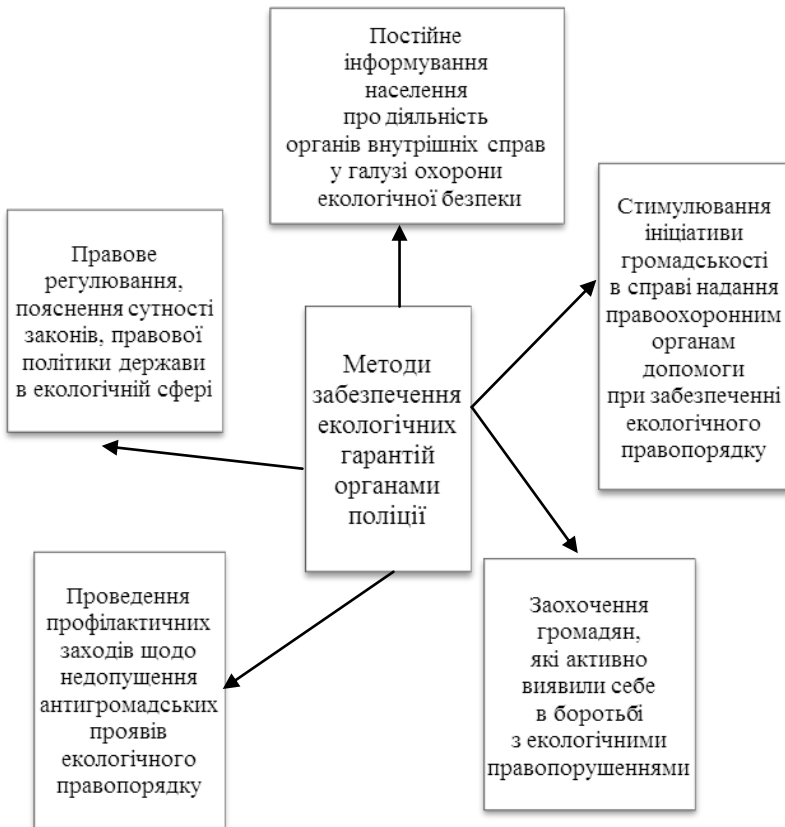 Постійне
інформування
населення
про діяльність
органів внутрішніх справ
у галузі охорони
екологічної безпеки
Стимулювання
ініціативи
громадськості
в справі надання
правоохоронним
органам
допомоги
при забезпеченні
екологічного
правопорядку
Правове
регулювання,
пояснення сутності
законів, правової
політики держави
в екологічній сфері
Методи
забезпечення
екологічних
гарантій
органами
поліції
Проведення
профілактичних
заходів щодо
недопущення
антигромадських
проявів
екологічного
правопорядку
Заохочення
громадян,
які активно
виявили себе
в боротьбі
з екологічними
правопорушеннями